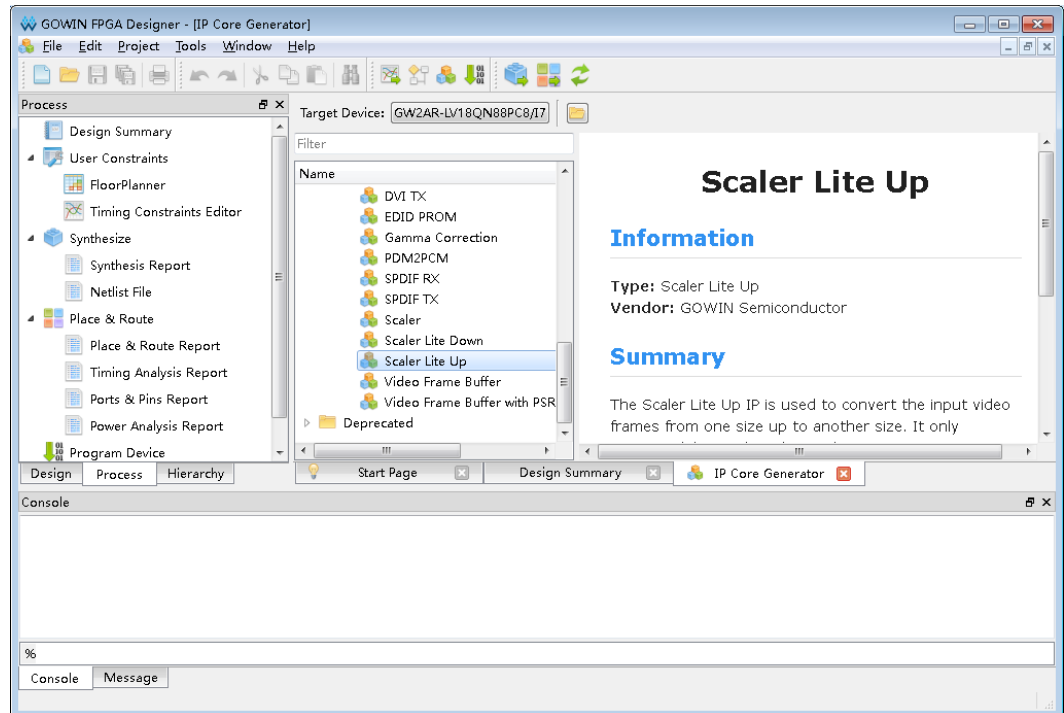 GOWIN FPGA Designer - [IP Core Generator]
File Edit Project Tools Window Help
Process
Design Summary
User Constraints
FloorPlanner
Timing Constraints Editor
Synthesize
Synthesis Report
Netlist File
Place & Route
Place & Route Report
Timing Analysis Report
Ports & Pins Report
Power Analysis Report
Program Device
Design Process Hierarchy
Target Device: GW2AR-LV18QN88PC8/I7
Filter
Name
DVI TX
EDID PROM
Gamma Correction
PDM2PCM
SPDIF RX
SPDIF TX
Scaler
Scaler Lite Down
Scaler Lite Up
Video Frame Buffer
Video Frame Buffer with PSR
Deprecated
Scaler Lite Up
Information
Type: Scaler Lite Up
Vendor: GOWIN Semiconductor
Summary
The Scaler Lite Up IP is used to convert the input video
frames from one size up to another size. It only
Start Page Design Summary IP Core Generator
Console
%
Console Message